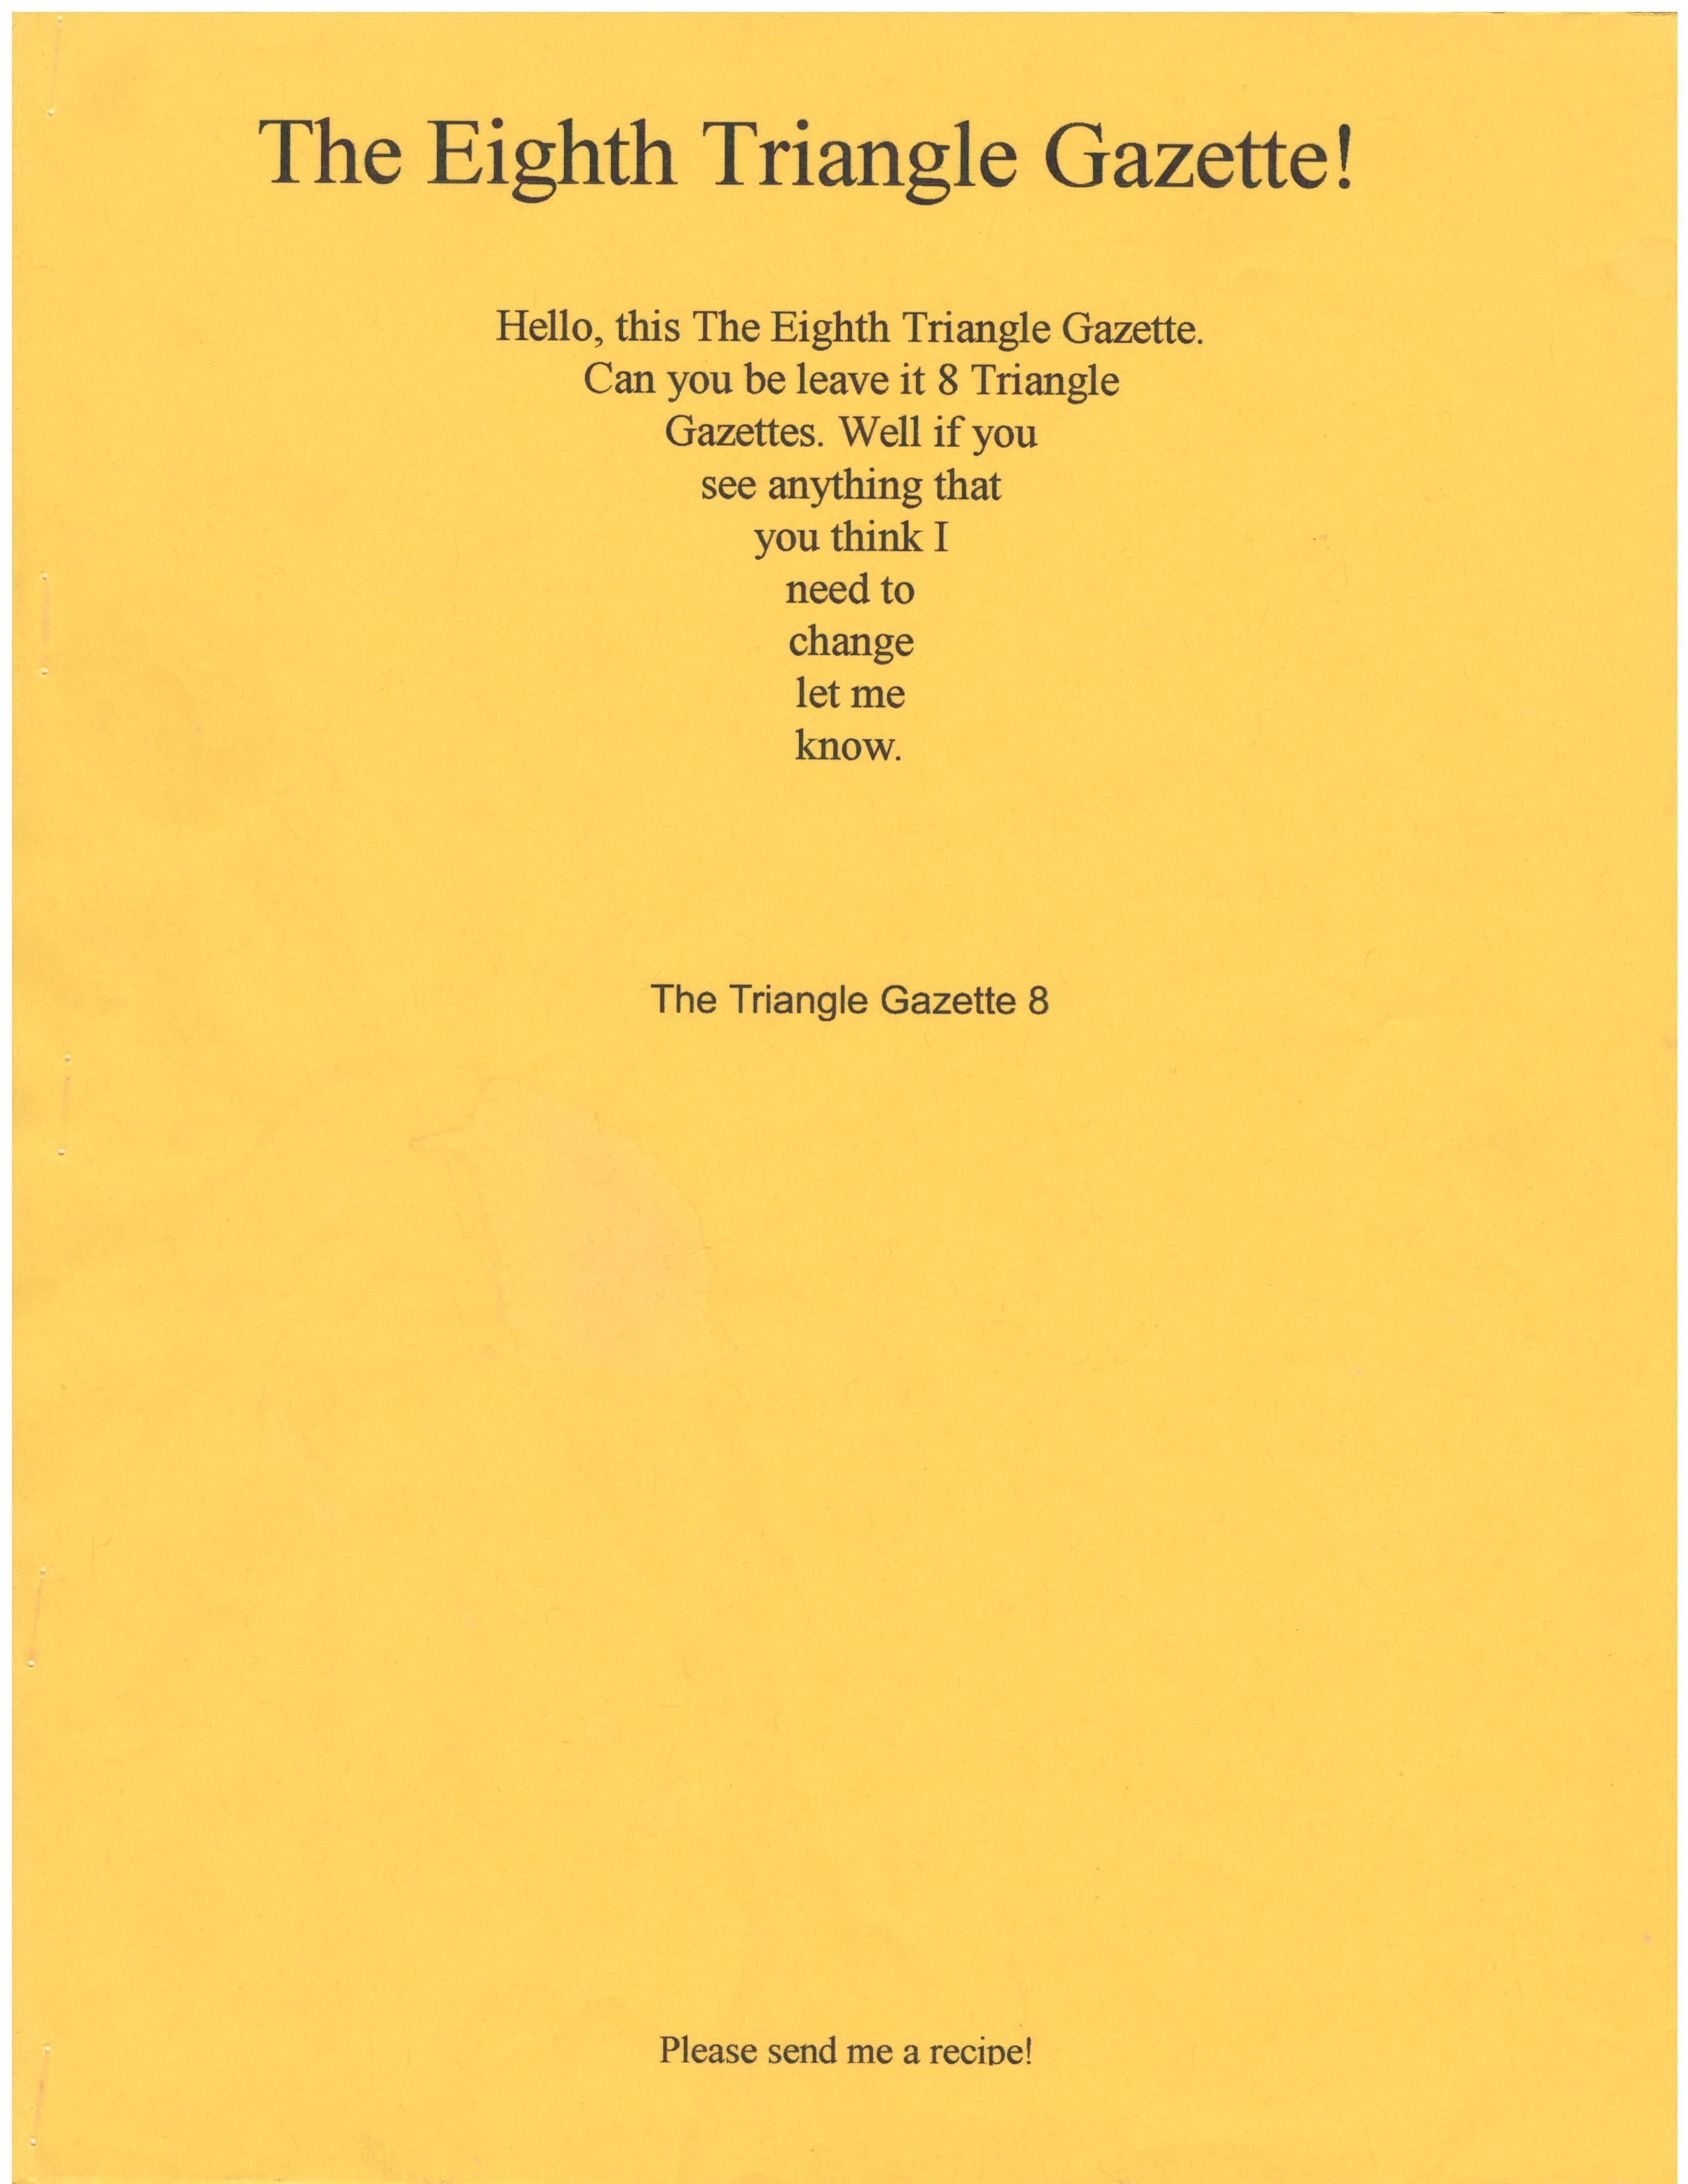 The Eighth Triangle Gazette!
Hello, this The Eighth Triangle Gazette.
Can you be leave it 8 Triangle
Gazettes. Well if you
see anything that
you think I
need to
change
let me
know.
The Triangle Gazette 8
Please send me a recipe!